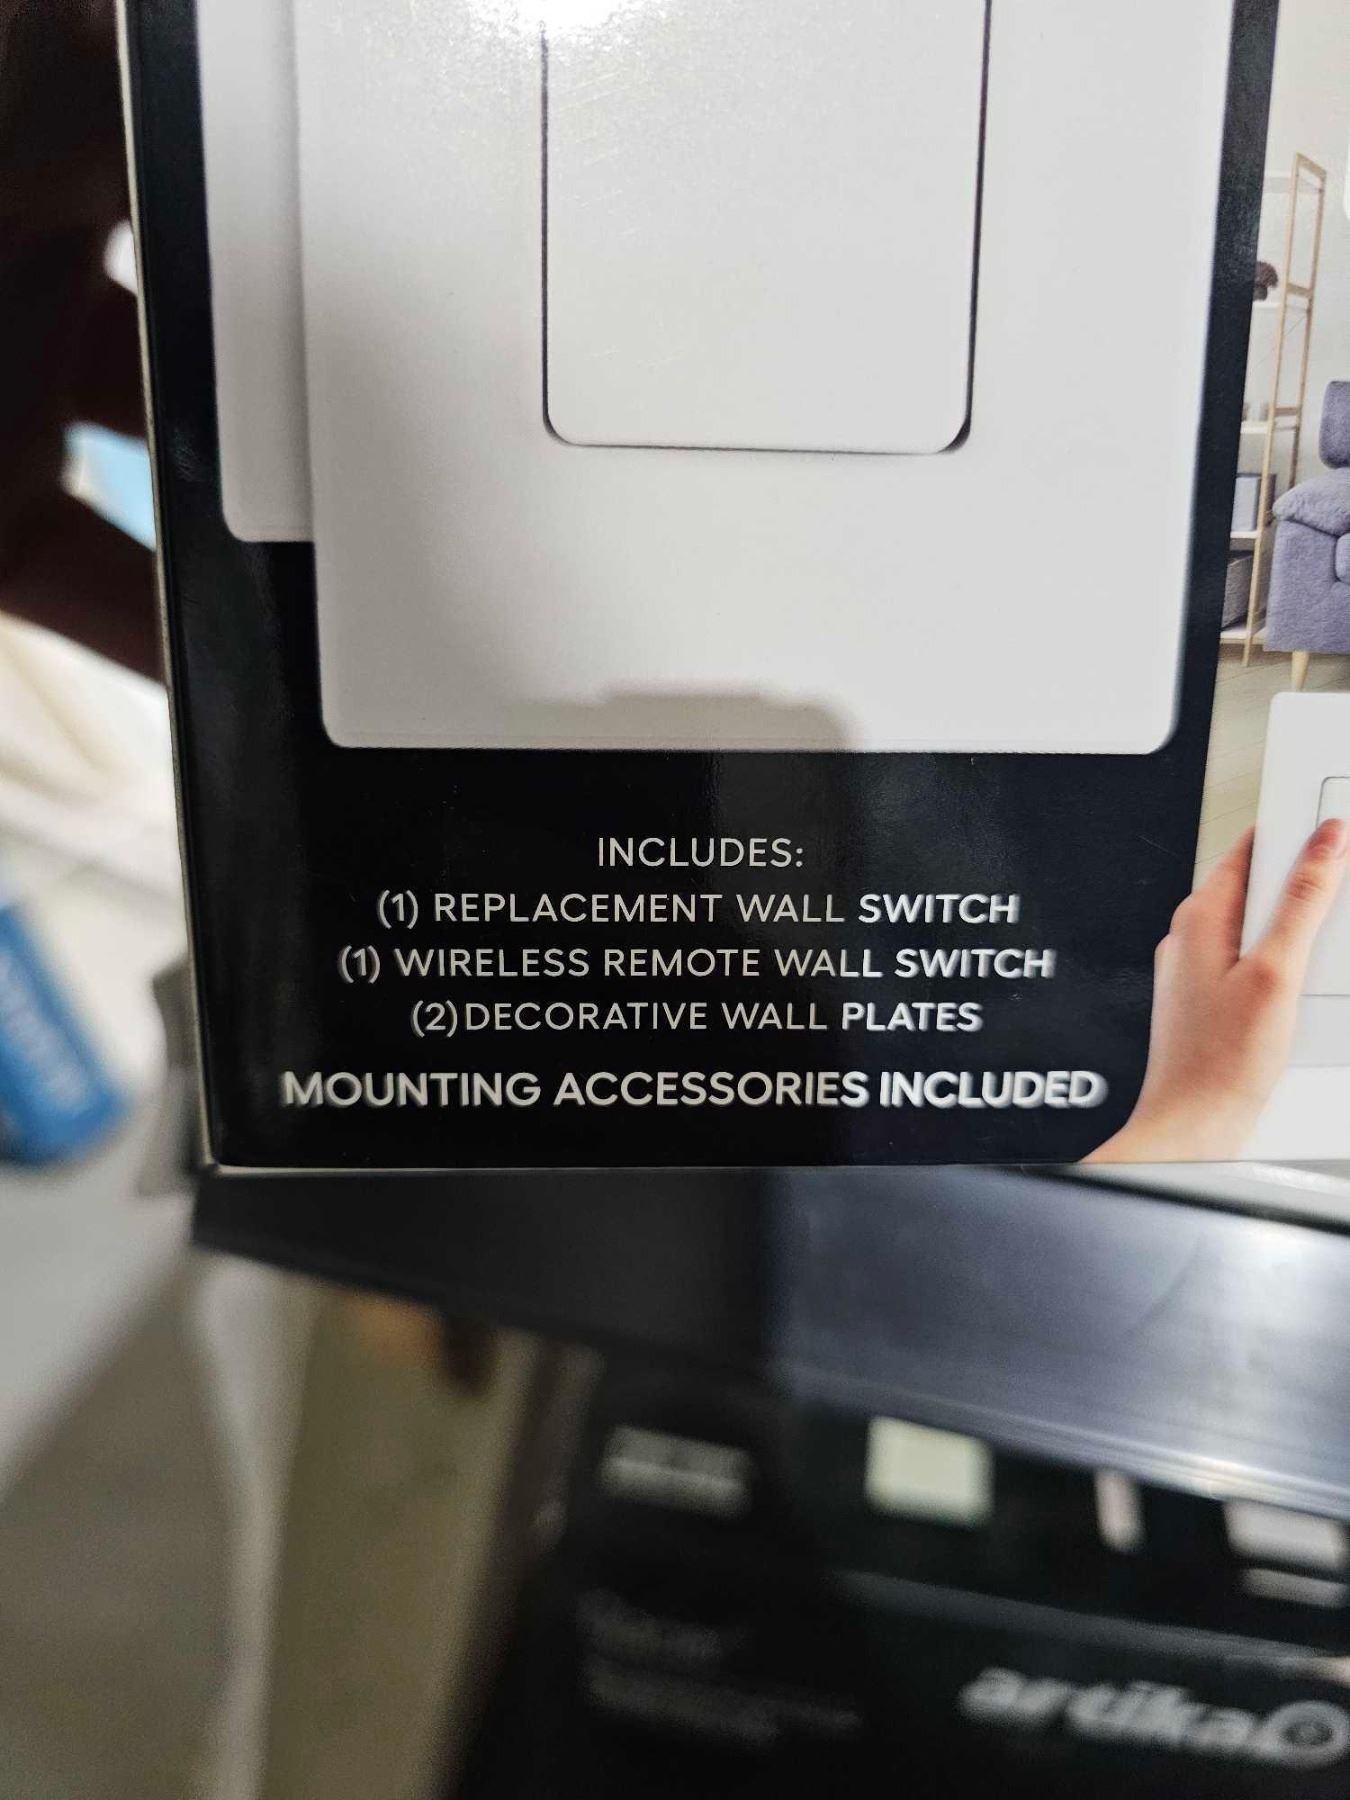 INCLUDES:
(1) REPLACEMENT WALL SWITCH
(1) WIRELESS REMOTE WALL SWITCH
(2) DECORATIVE WALL PLATES
MOUNTING ACCESSORIES INCLUDED
artika